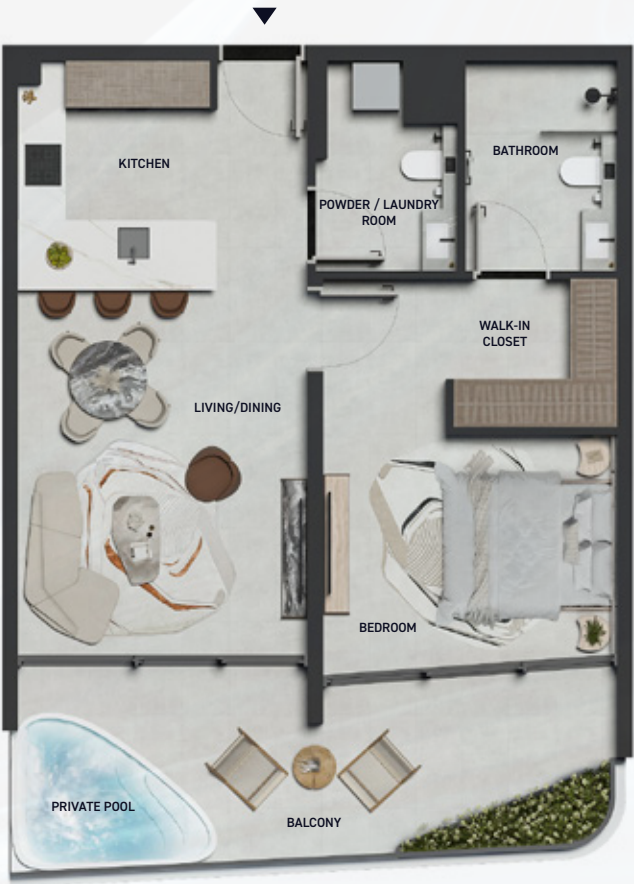 KITCHEN
BATHROOM
POWDER / LAUNDRY
ROOM
WALK-IN
CLOSET
LIVING/DINING
BEDROOM
PRIVATE POOL
BALCONY